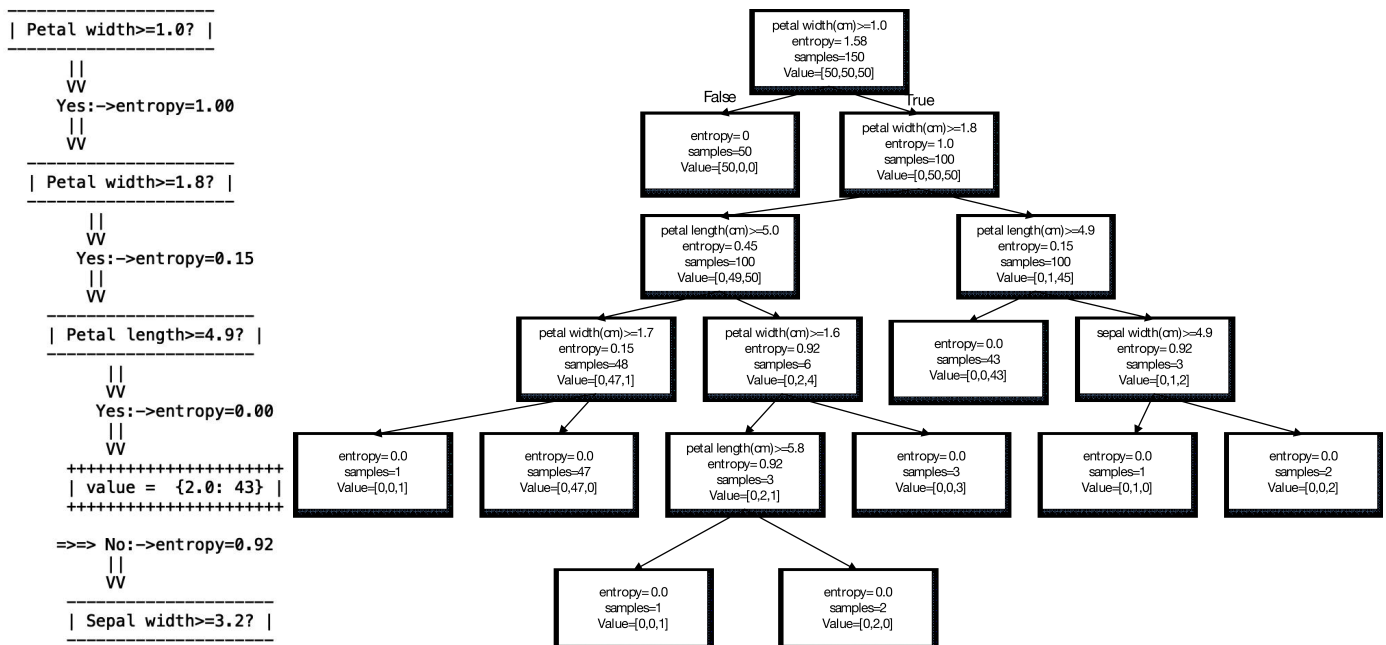 | Petal width>=1.0? |
||
VV
Yes:->entropy=1.00
||
VV
| Petal width>=1.8? |
||
VV
Yes:->entropy=0.15
||
VV
| Petal length>=4.9? |
||
VV
Yes:->entropy=0.00
||
VV
++++++++++++++++++++++
| value =  {2.0: 43} |
++++++++++++++++++++++
=>=> No:->entropy=0.92
||
VV
| Sepal width>=3.2? |
petal width(cm)>=1.0
entropy= 1.58
samples=150
Value=[50,50,50]
False
True
entropy= 0
samples=50
Value=[50,0,0]
petal width(cm)>=1.8
entropy= 1.0
samples=100
Value=[0,50,50]
petal length(cm)>=5.0
entropy= 0.45
samples=100
Value=[0,49,50]
petal length(cm)>=4.9
entropy= 0.15
samples=100
Value=[0,1,45]
petal width(cm)>=1.7
entropy= 0.15
samples=48
Value=[0,47,1]
petal width(cm)>=1.6
entropy= 0.92
samples=6
Value=[0,2,4]
entropy= 0.0
samples=43
Value=[0,0,43]
sepal width(cm)>=4.9
entropy= 0.92
samples=3
Value=[0,1,2]
entropy= 0.0
samples=1
Value=[0,0,1]
entropy= 0.0
samples=47
Value=[0,47,0]
petal length(cm)>=5.8
entropy= 0.92
samples=3
Value=[0,2,1]
entropy= 0.0
samples=3
Value=[0,0,3]
entropy= 0.0
samples=1
Value=[0,1,0]
entropy= 0.0
samples=2
Value=[0,0,2]
entropy= 0.0
samples=1
Value=[0,0,1]
entropy= 0.0
samples=2
Value=[0,2,0]